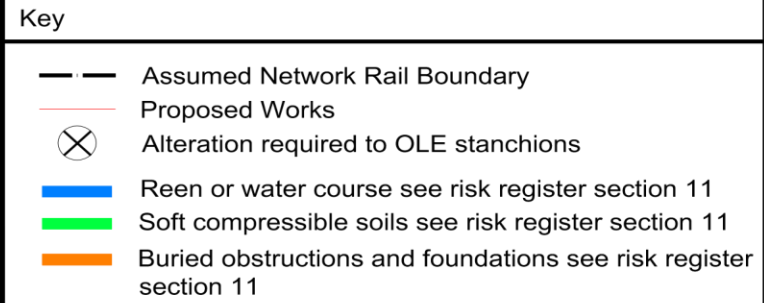 Key
Assumed Network Rail Boundary
Proposed Works
Alteration required to OLE stanchions
Reen or water course see risk register section 11
Soft compressible soils see risk register section 11
Buried obstructions and foundations see risk register
section 11